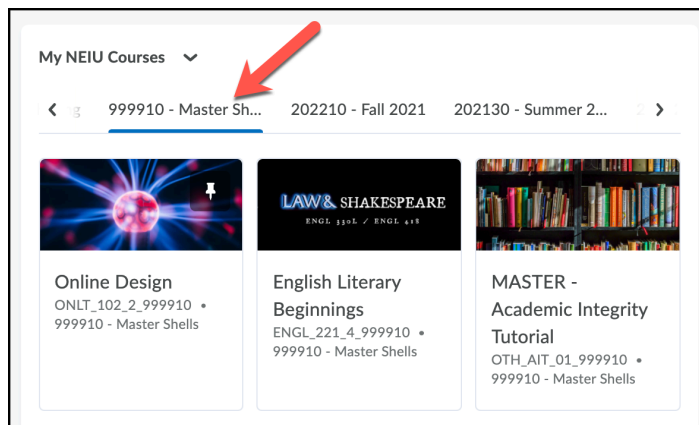 My NEIU Courses
999910 - Master Sh... 202210 - Fall 2021 202130 - Summer 2...
LAW & SHAKESPEARE
ENGL 330L / ENGL 418
Online Design
ONLT_102_2_999910 •
999910 - Master Shells
English Literary
Beginnings
ENGL_221_4_999910 •
999910 - Master Shells
MASTER -
Academic Integrity
Tutorial
OTH_AIT_01_999910 •
999910 - Master Shells